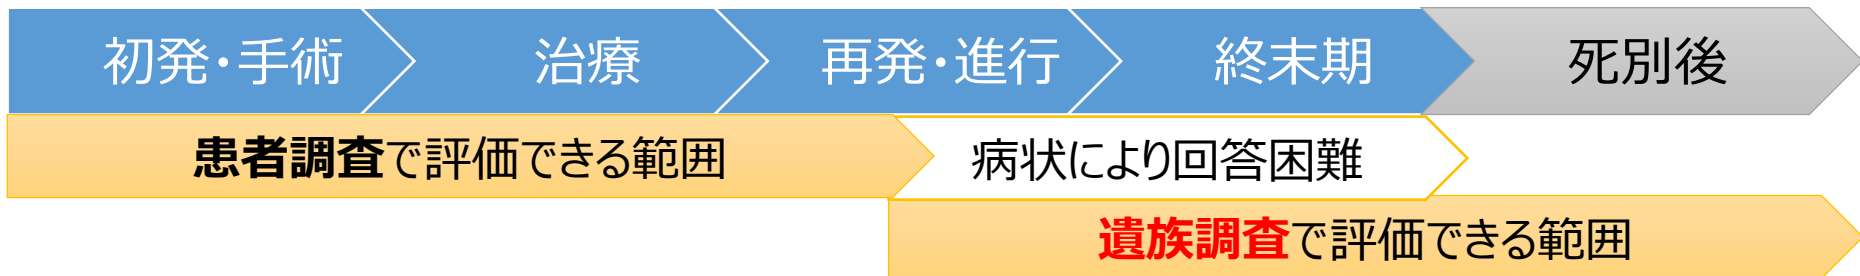 初発・手術 治療 再発・進行 終末期 死別後
患者調査で評価できる範囲 病状により回答困難
遺族調査で評価できる範囲